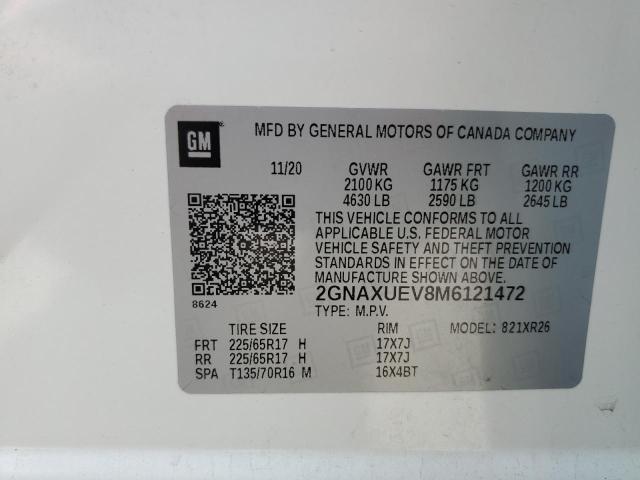 GM
MFD BY GENERAL MOTORS OF CANADA COMPANY
11/20 GVWR GAWR FRT GAWR RR
2100 KG 1175 KG 1200 KG
4630 LB 2590 LB 2645 LB
THIS VEHICLE CONFORMS TO ALL
APPLICABLE U.S. FEDERAL MOTOR
VEHICLE SAFETY AND THEFT PREVENTION
STANDARDS IN EFFECT ON THE DATE OF
MANUFACTURE SHOWN ABOVE.
8624
2GNAXUEV8M6121472
TYPE: M.P.V.
TIRE SIZE RIM MODEL: 821XR26
FRT 225/65R17 H 17X7J
RR 225/65R17 H 17X7J
SPA T135/70R16 M 16X4BT